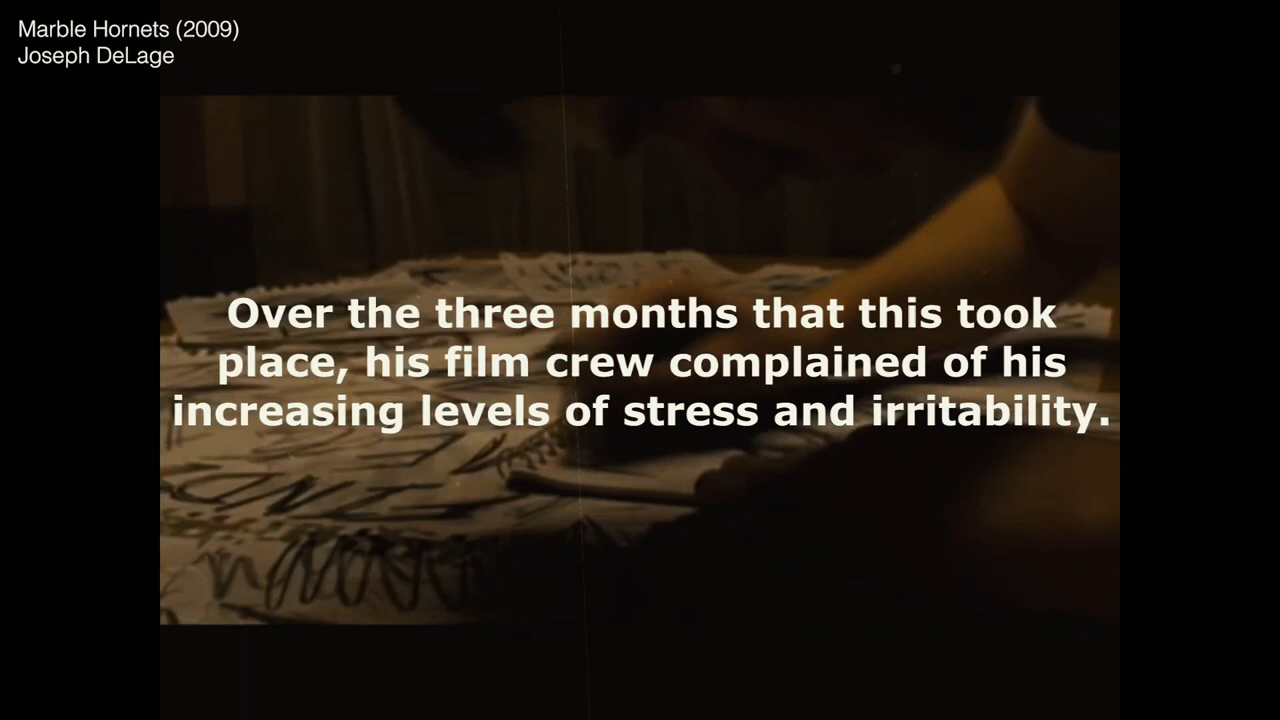 Marble Hornets (2009)
Joseph DeLage
Over the three months that this took
place, his film crew complained of his
increasing levels of stress and irritability.